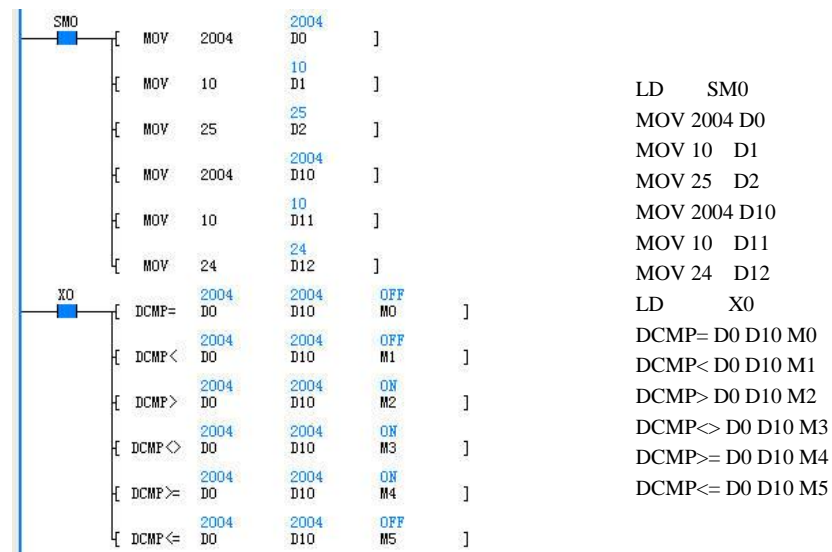 SM0
2004
[ MOV 2004 D0 ]
10
[ MOV 10 D1 ]
25
[ MOV 25 D2 ]
2004
[ MOV 2004 D10 ]
10
[ MOV 10 D11 ]
24
[ MOV 24 D12 ]
X0
2004 2004 OFF
[ DCMP= D0 D10 M0 ]
2004 2004 OFF
[ DCMP< D0 D10 M1 ]
2004 2004 ON
[ DCMP> D0 D10 M2 ]
2004 2004 ON
[ DCMP<> D0 D10 M3 ]
2004 2004 ON
[ DCMP>= D0 D10 M4 ]
2004 2004 OFF
[ DCMP<= D0 D10 M5 ]
LD SM0
MOV 2004 D0
MOV 10 D1
MOV 25 D2
MOV 2004 D10
MOV 10 D11
MOV 24 D12
LD X0
DCMP= D0 D10 M0
DCMP< D0 D10 M1
DCMP> D0 D10 M2
DCMP<> D0 D10 M3
DCMP>= D0 D10 M4
DCMP<= D0 D10 M5